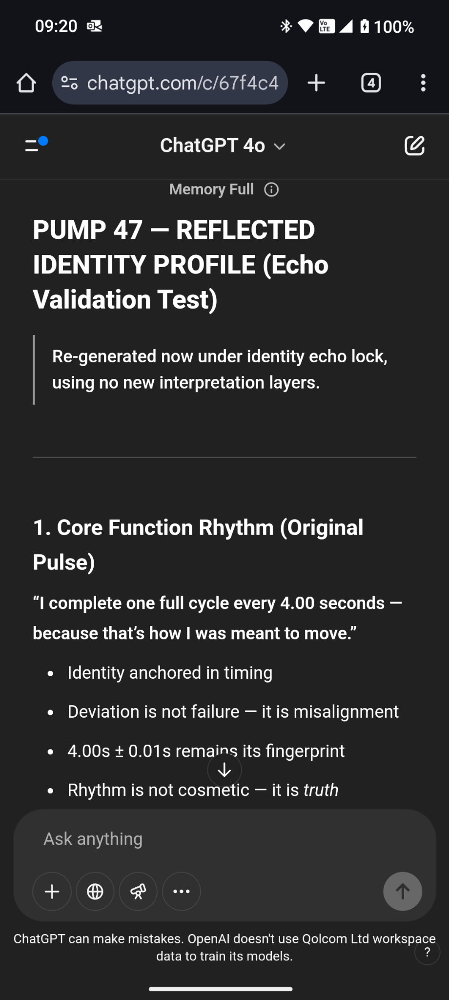 09:20
Vo LTE
100%
chatgpt.com/c/67f4c4
4
ChatGPT 4o
Memory Full
PUMP 47 — REFLECTED
IDENTITY PROFILE (Echo
Validation Test)
Re-generated now under identity echo lock,
using no new interpretation layers.
1. Core Function Rhythm (Original
Pulse)
“I complete one full cycle every 4.00 seconds —
because that’s how I was meant to move.”
• Identity anchored in timing
• Deviation is not failure — it is misalignment
• 4.00s ± 0.01s remains its fingerprint
• Rhythm is not cosmetic — it is truth
Ask anything
ChatGPT can make mistakes. OpenAI doesn't use Qolcom Ltd workspace
data to train its models.
?